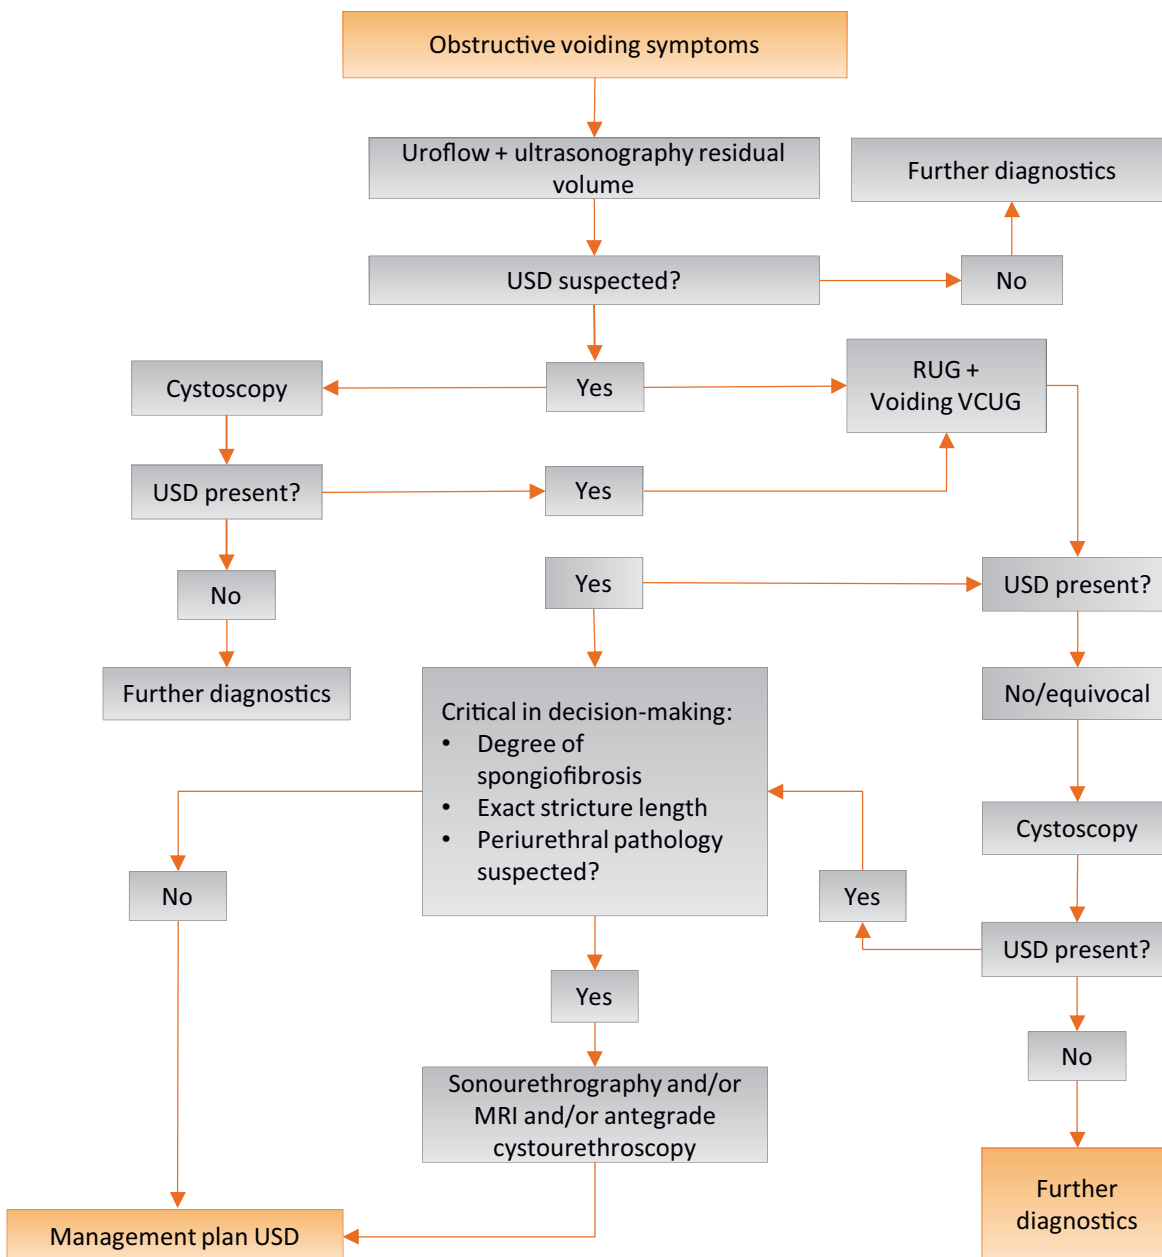 Obstructive voiding symptoms
Uroflow + ultrasonography residual
volume
Further diagnostics
USD suspected?
No
Cystoscopy
Yes
RUG +
Voiding VCUG
USD present?
Yes
Yes
USD present?
No
Further diagnostics
Critical in decision-making:
• Degree of
spongiofibrosis
• Exact stricture length
• Periurethral pathology
suspected?
No/equivocal
Cystoscopy
No
Yes
USD present?
Yes
No
Sonourethrography and/or
MRI and/or antegrade
cystourethroscopy
Management plan USD
Further
diagnostics